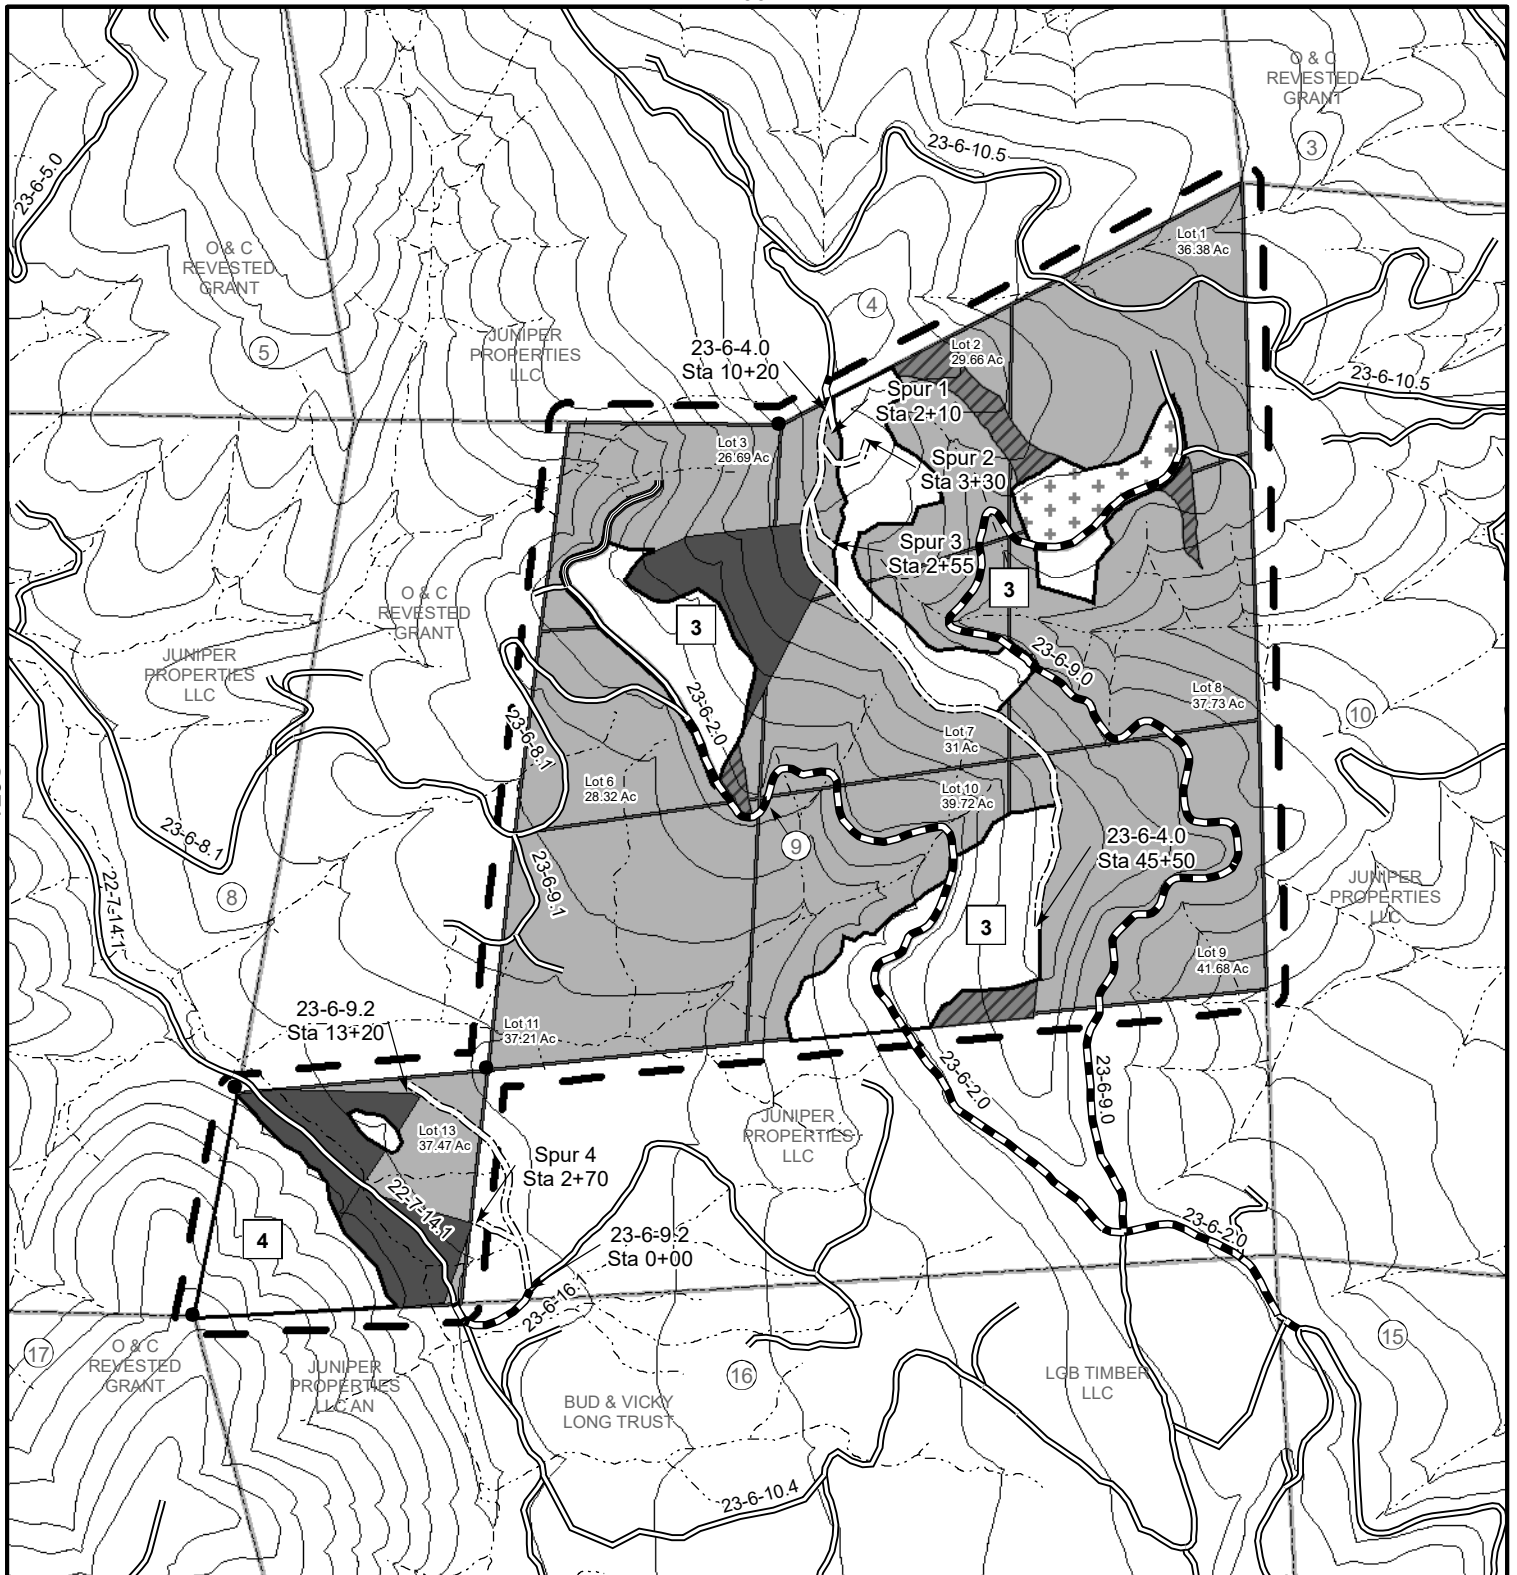 O & C
REVESTED
GRANT
3
23-6-10.5
23-6-5.0
O & C
REVESTED
GRANT
Lot 1
36.38 Ac
4
5
JUNIPER
PROPERTIES
LLC
23-6-4.0
Sta 10+20
Lot 2
29.66 Ac
23-6-10.5
Spur 1
Sta 2+10
Lot 3
26.69 Ac
Spur 2
Sta 3+30
Spur 3
Sta 2+55
3
O & C
REVESTED
GRANT
3
JUNIPER
PROPERTIES
LLC
23-6-9.0
Lot 8
37.73 Ac
10
23-6-2.0
23-6-8.1
Lot 7
31 Ac
Lot 6
28.32 Ac
Lot 10
39.72 Ac
23-6-8.1
9
23-6-4.0
Sta 45+50
22-7-14.1
8
23-6-9.1
JUNIPER
PROPERTIES
LLC
3
Lot 9
41.68 Ac
23-6-9.2
Sta 13+20
Lot 11
37.21 Ac
23-6-2.0
23-6-9.0
JUNIPER
PROPERTIES
LLC
Lot 13
37.47 Ac
Spur 4
Sta 2+70
22-7-14.1
4
23-6-9.2
Sta 0+00
23-6-2.0
23-6-16.1
17
O & C
REVESTED
GRANT
JUNIPER
PROPERTIES
LLC AN
16
15
BUD & VICKY
LONG TRUST
LGB TIMBER
LLC
23-6-10.4